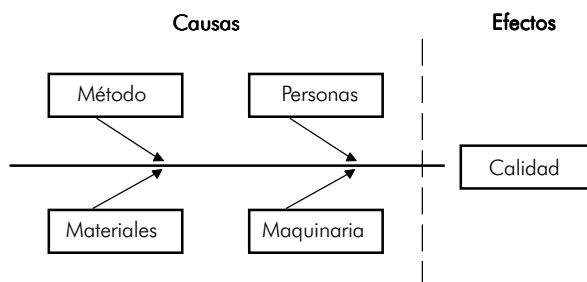 Causas
Efectos
Método
Personas
Calidad
Materiales
Maquinaria